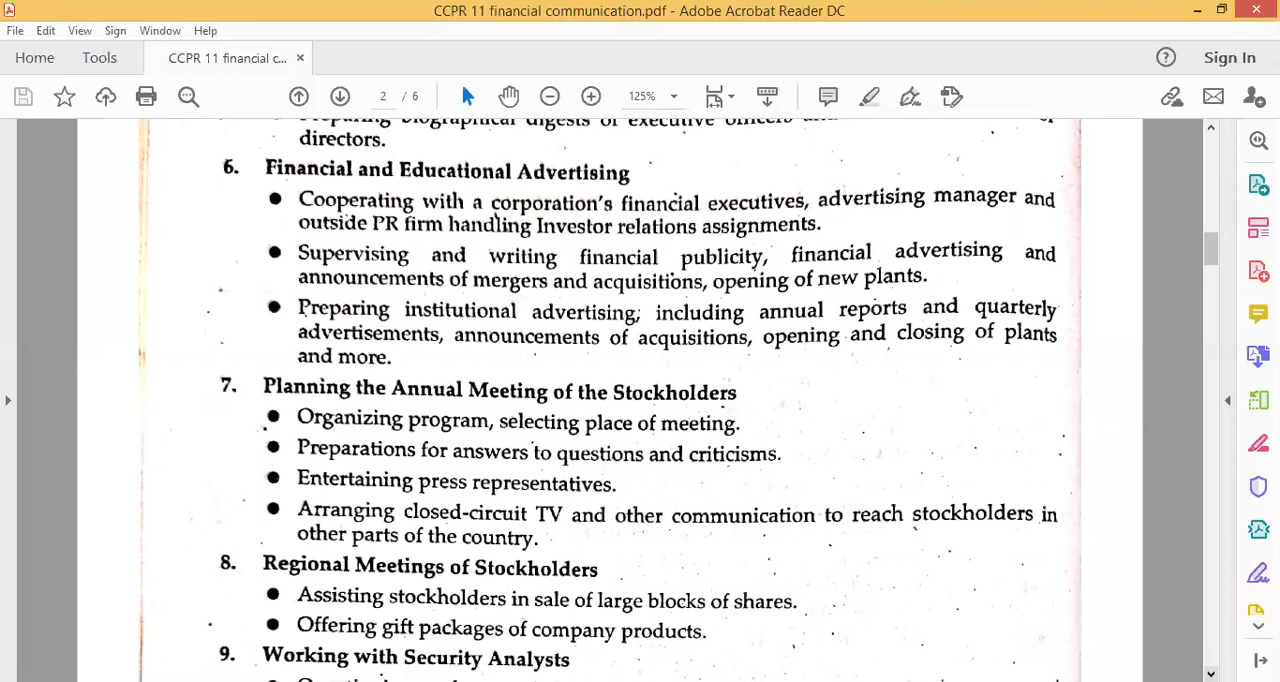 CCPR 11 financial communication.pdf - Adobe Acrobat Reader DC
File Edit View Sign Window Help
Home Tools CCPR 11 financial c... × Sign In
2 / 6 125%
Preparing biographical digests of executive officers
directors.
6. Financial and Educational Advertising
● Cooperating with a corporation's financial executives, advertising manager and
outside PR firm handling Investor relations assignments.
● Supervising and writing financial publicity, financial advertising and
announcements of mergers and acquisitions, opening of new plants.
● Preparing institutional advertising, including annual reports and quarterly
advertisements, announcements of acquisitions, opening and closing of plants
and more.
7. Planning the Annual Meeting of the Stockholders
● Organizing program, selecting place of meeting.
● Preparations for answers to questions and criticisms.
● Entertaining press representatives.
● Arranging closed-circuit TV and other communication to reach stockholders in
other parts of the country.
8. Regional Meetings of Stockholders
● Assisting stockholders in sale of large blocks of shares.
● Offering gift packages of company products.
9. Working with Security Analysts